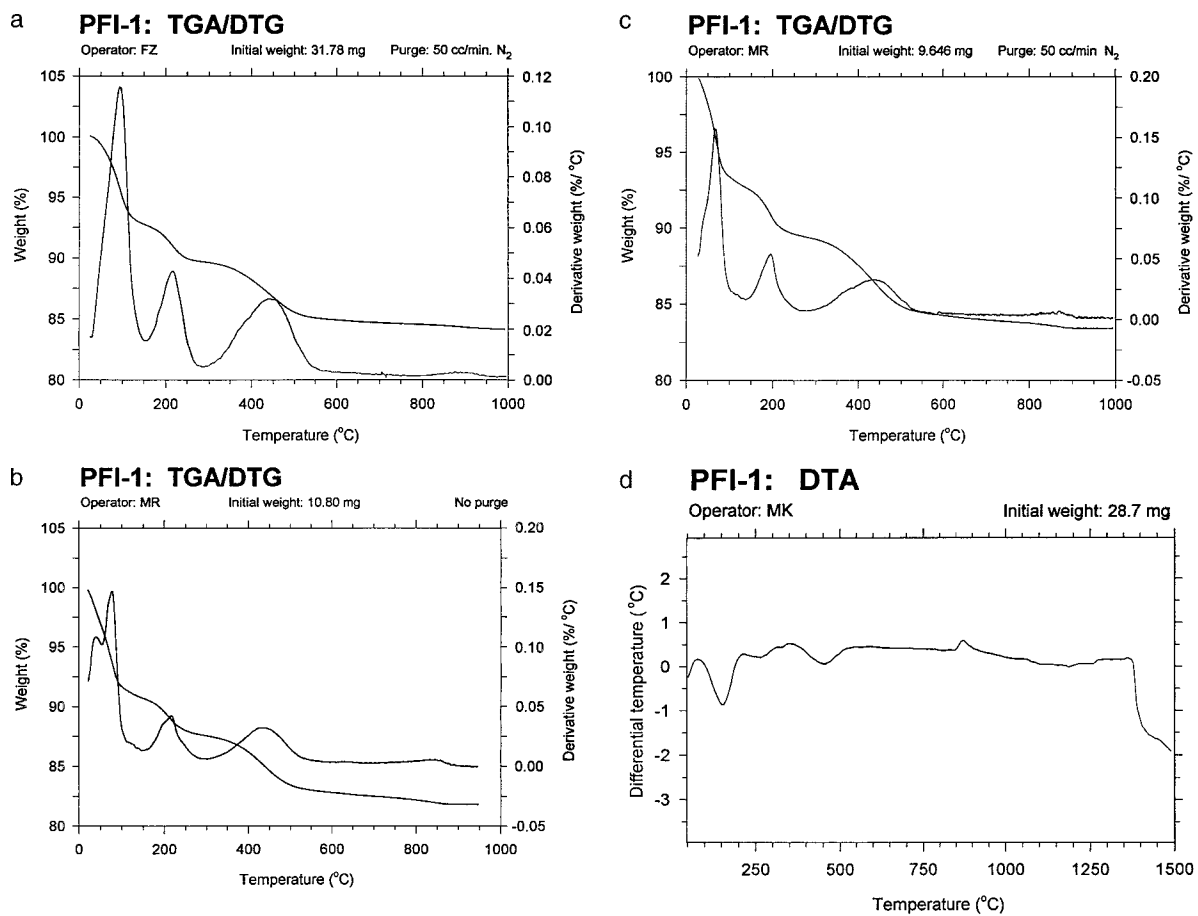 a
PFI-1: TGA/DTG
Operator: FZ Initial weight: 31.78 mg Purge: 50 cc/min. N2
105
100
95
90
85
80
Weight (%)
0.12
0.10
0.08
0.06
0.04
0.02
0.00
Derivative weight (%/ °C)
0 200 400 600 800 1000
Temperature (°C)
c
PFI-1: TGA/DTG
Operator: MR Initial weight: 9.646 mg Purge: 50 cc/min N2
100
95
90
85
80
Weight (%)
0.20
0.15
0.10
0.05
0.00
-0.05
Derivative weight (%/ °C)
0 200 400 600 800 1000
Temperature (°C)
b
PFI-1: TGA/DTG
Operator: MR Initial weight: 10.80 mg No purge
105
100
95
90
85
80
Weight (%)
0.20
0.15
0.10
0.05
0.00
-0.05
Derivative weight (%/ °C)
0 200 400 600 800 1000
Temperature (°C)
d
PFI-1: DTA
Operator: MK Initial weight: 28.7 mg
2
1
0
-1
-2
-3
Differential temperature (°C)
250 500 750 1000 1250 1500
Temperature (°C)